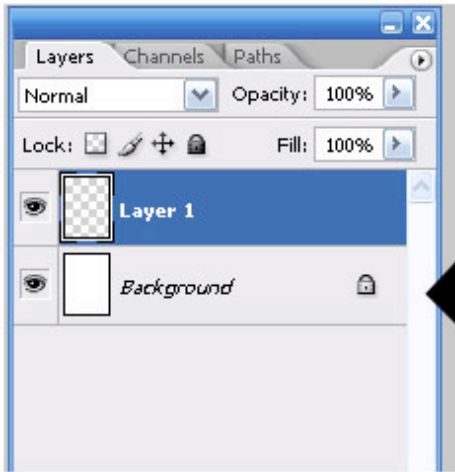 Layers Channels Paths
Normal Opacity: 100%
Lock: Fill: 100%
Layer 1
Background